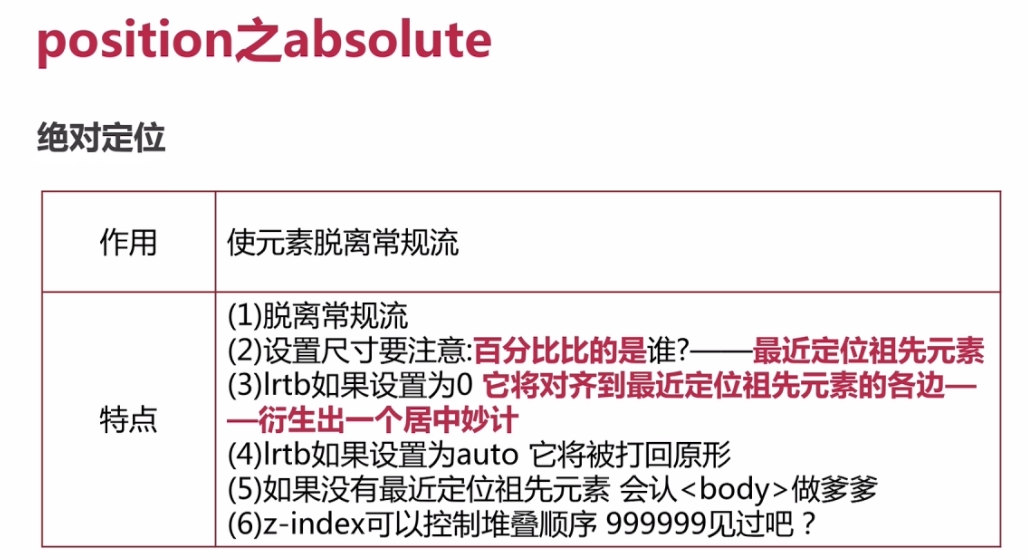 position之absolute
绝对定位
作用
使元素脱离常规流
特点
(1)脱离常规流
(2)设置尺寸要注意:百分比比的是谁?——最近定位祖先元素
(3)lrtb如果设置为0 它将对齐到最近定位祖先元素的各边—
—衍生出一个居中妙计
(4)lrtb如果设置为auto 它将被打回原形
(5)如果没有最近定位祖先元素 会认<body>做爹爹
(6)z-index可以控制堆叠顺序 999999见过吧？